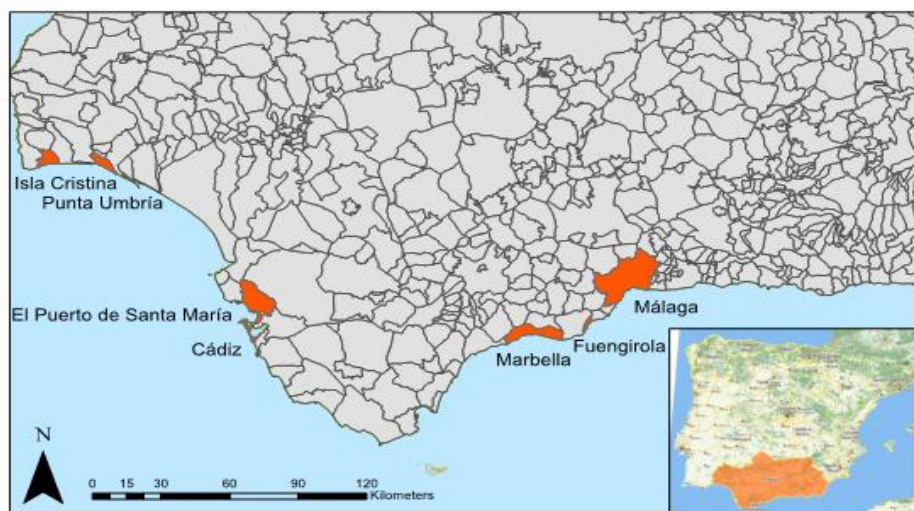 Isla Cristina
Punta Umbría
El Puerto de Santa María
Cádiz
Málaga
Fuengirola
Marbella
N
0 15 30 60 90 120
Kilometers